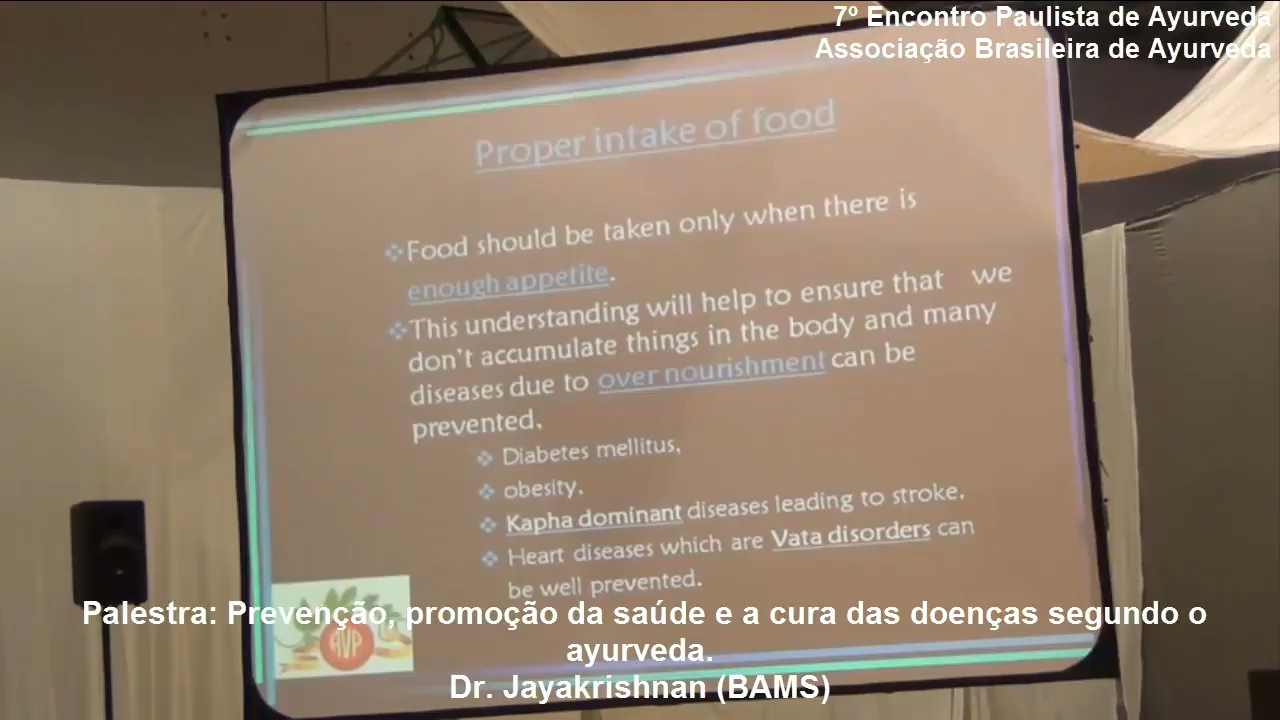 7º Encontro Paulista de Ayurveda
Associação Brasileira de Ayurveda
Proper intake of food
Food should be taken only when there is
enough appetite.
This understanding will help to ensure that we
don't accumulate things in the body and many
diseases due to over nourishment can be
prevented,
Diabetes mellitus,
obesity,
Kapha dominant diseases leading to stroke.
Heart diseases which are Vata disorders can
be well prevented.
AVP
Palestra: Prevenção, promoção da saúde e a cura das doenças segundo o
ayurveda.
Dr. Jayakrishnan (BAMS)